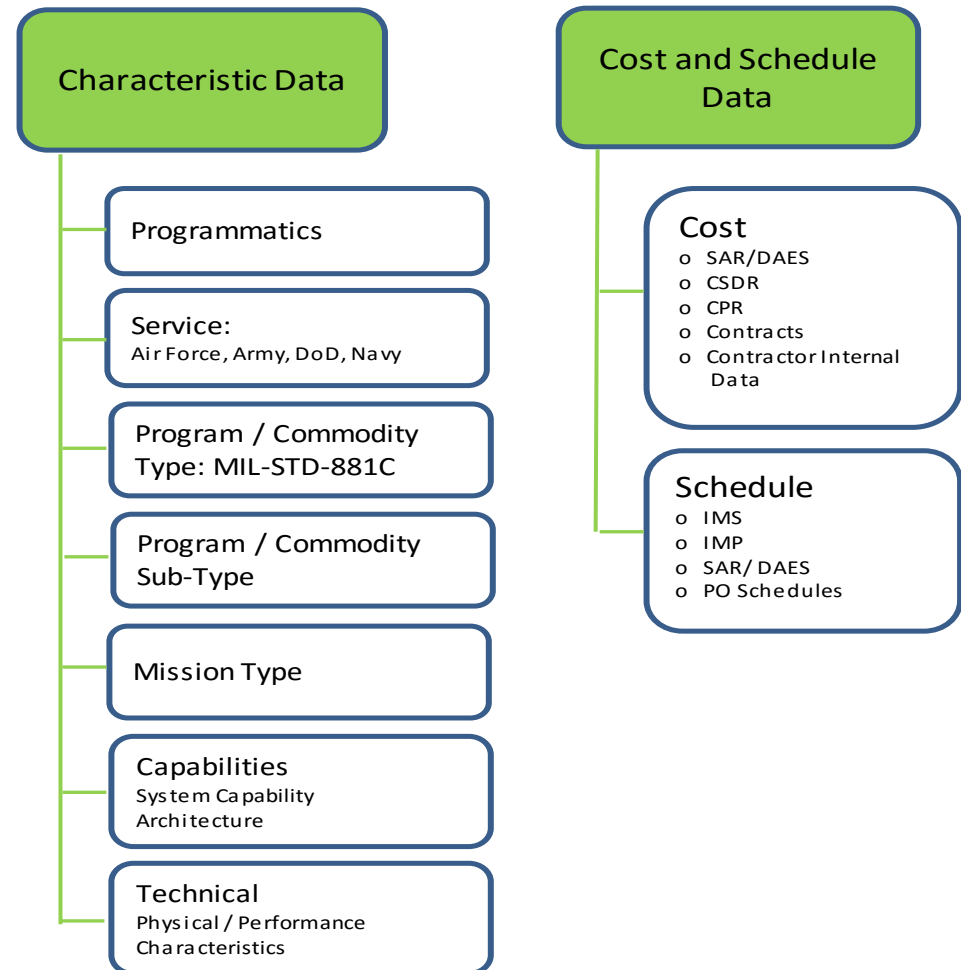 Characteristic Data
Programmatics
Service:
Air Force, Army, DoD, Navy
Program / Commodity
Type: MIL-STD-881C
Program / Commodity
Sub-Type
Mission Type
Capabilities
System Capability
Architecture
Technical
Physical / Performance
Characteristics
Cost and Schedule
Data
Cost
o SAR/DAES
o CSDR
o CPR
o Contracts
o Contractor Internal
Data
Schedule
o IMS
o IMP
o SAR/ DAES
o PO Schedules